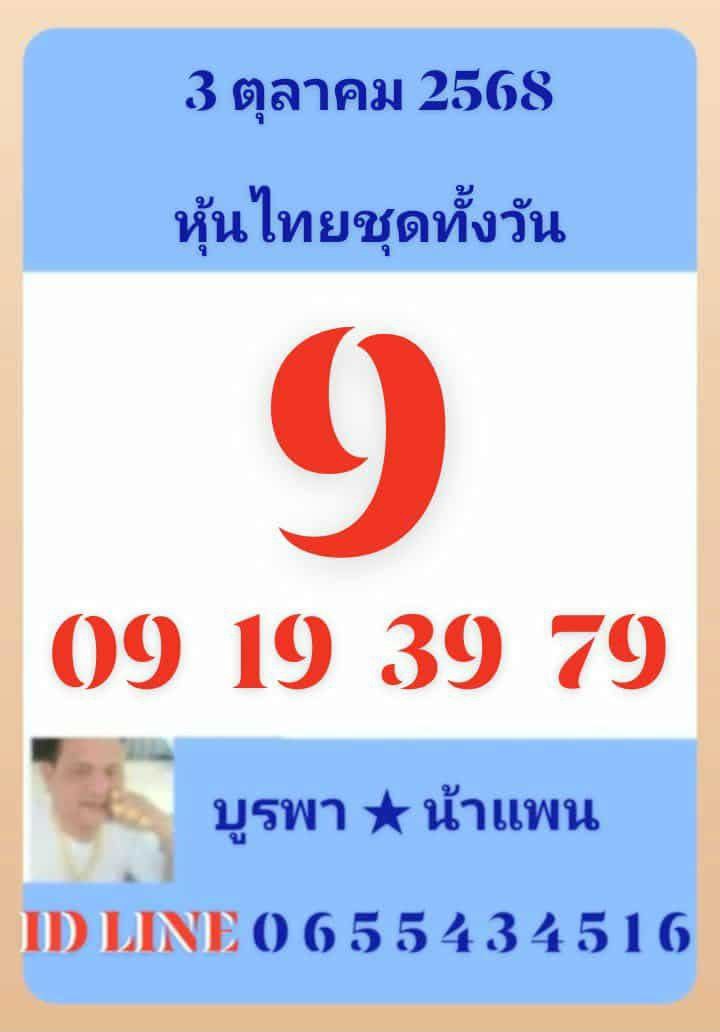 3 ตุลาคม 2568
หุ้นไทยชุดทั้งวัน
9
09 19 39 79
บูรพา ★ น้าแพน
ID LINE 0655434516